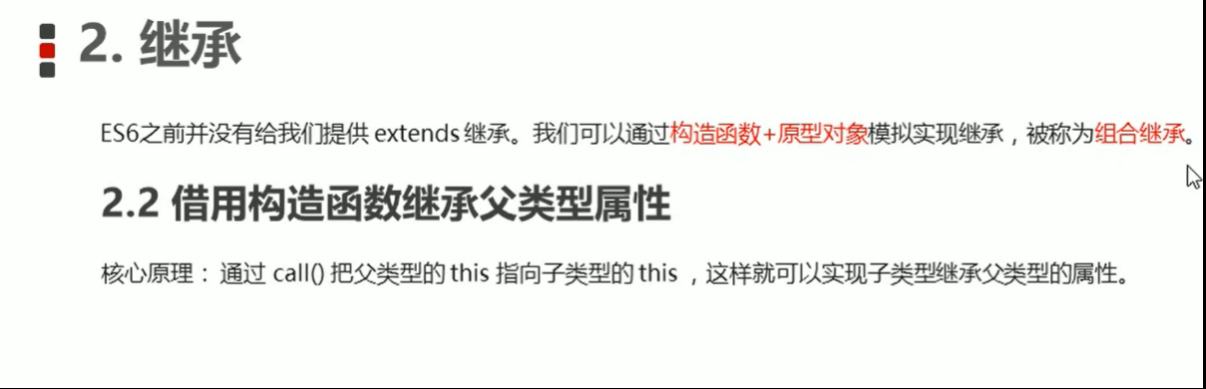 2. 继承
ES6之前并没有给我们提供 extends 继承。我们可以通过构造函数+原型对象模拟实现继承，被称为组合继承。
2.2 借用构造函数继承父类型属性
核心原理： 通过 call() 把父类型的 this 指向子类型的 this ，这样就可以实现子类型继承父类型的属性。